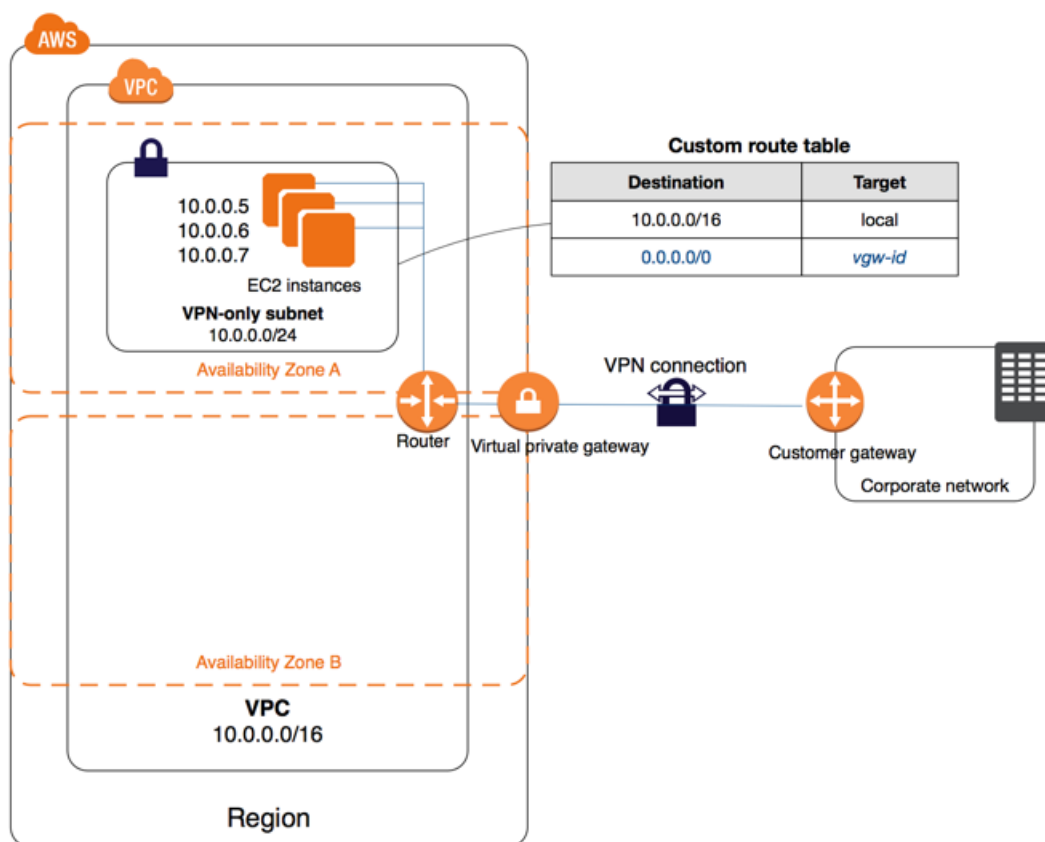 AWS
VPC
Custom route table
Destination Target
10.0.0.0/16 local
0.0.0.0/0 vgw-id
10.0.0.5
10.0.0.6
10.0.0.7
EC2 instances
VPN-only subnet
10.0.0.0/24
Availability Zone A
VPN connection
Router
Virtual private gateway
Customer gateway
Corporate network
Availability Zone B
VPC
10.0.0.0/16
Region